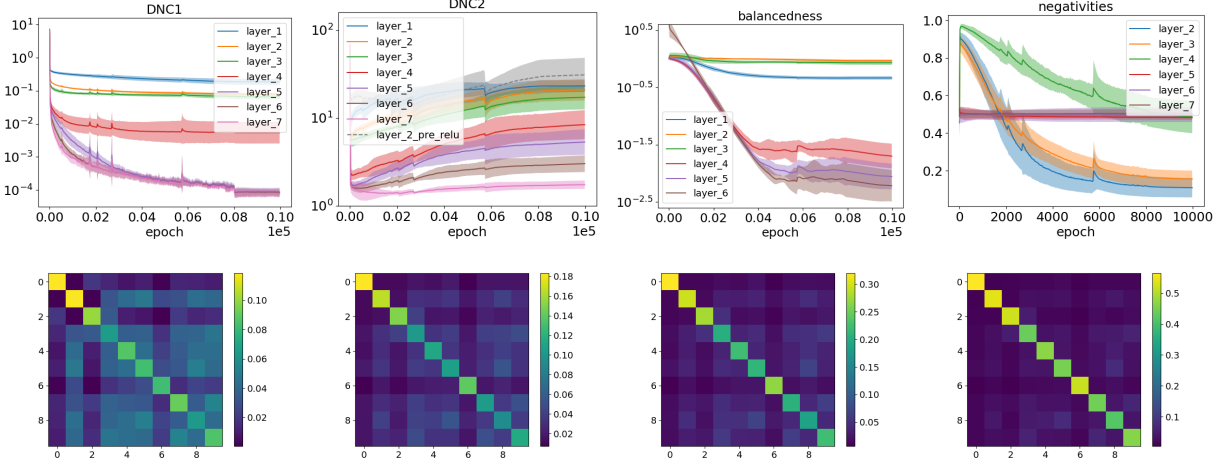 DNC1
10^1
10^0
10^-1
10^-2
10^-3
10^-4
layer_1
layer_2
layer_3
layer_4
layer_5
layer_6
layer_7
0.00 0.02 0.04 0.06 0.08 0.10
epoch
1e5
DNC2
10^2
10^1
10^0
layer_1
layer_2
layer_3
layer_4
layer_5
layer_6
layer_7
layer_2_pre_relu
0.00 0.02 0.04 0.06 0.08 0.10
epoch
1e5
balancedness
10^0.5
10^-0.5
10^-1.5
10^-2.5
layer_1
layer_2
layer_3
layer_4
layer_5
layer_6
0.00 0.02 0.04 0.06 0.08 0.10
epoch
1e5
negativities
1.0
0.8
0.6
0.4
0.2
layer_2
layer_3
layer_4
layer_5
layer_6
layer_7
0 2000 4000 6000 8000 10000
epoch
0
2
4
6
8
0 2 4 6 8
0.10
0.08
0.06
0.04
0.02
0
2
4
6
8
0 2 4 6 8
0.18
0.16
0.14
0.12
0.10
0.08
0.06
0.04
0.02
0
2
4
6
8
0 2 4 6 8
0.30
0.25
0.20
0.15
0.10
0.05
0
2
4
6
8
0 2 4 6 8
0.5
0.4
0.3
0.2
0.1